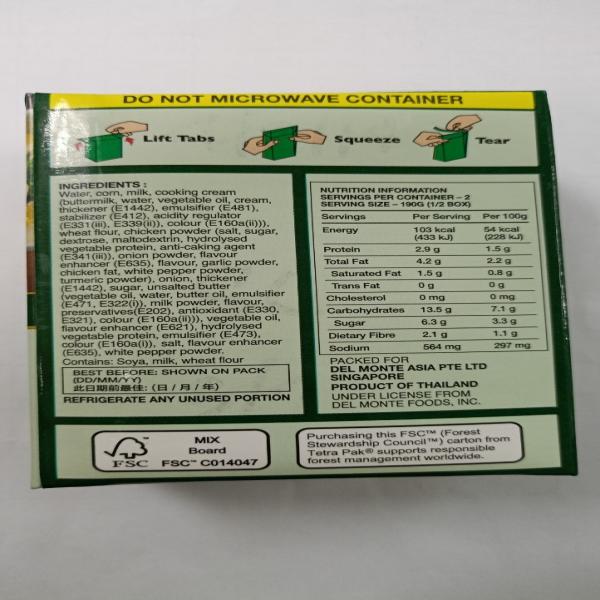 DO NOT MICROWAVE CONTAINER
Lift Tabs
Squeeze
Tear
INGREDIENTS :
Water, corn, milk, cooking cream
(buttermilk, water, vegetable oil, cream,
thickener (E1442), emulsifier (E481),
stabilizer (E412), acidity regulator
(E331(iii), E339(ii)), colour (E160a(ii))),
wheat flour, chicken powder (salt, sugar,
dextrose, maltodextrin, hydrolysed
vegetable protein, anti-caking agent
(E341(iii)), onion powder, flavour
enhancer (E635), flavour, garlic powder,
chicken fat, white pepper powder,
turmeric powder), onion, thickener
(E1442), sugar, unsalted butter
(vegetable oil, water, butter oil, emulsifier
(E471, E322(i)), milk powder, flavour,
preservatives(E202), antioxidant (E330,
E321), colour (E160a(ii))), vegetable oil,
flavour enhancer (E621), hydrolysed
vegetable protein, emulsifier (E473),
colour (E160a(i)), salt, flavour enhancer
(E635), white pepper powder.
Contains: Soya, milk, wheat flour
BEST BEFORE: SHOWN ON PACK
(DD/MM/YY)
此日期前最佳: (日 / 月 / 年)
REFRIGERATE ANY UNUSED PORTION
NUTRITION INFORMATION
SERVINGS PER CONTAINER – 2
SERVING SIZE – 190G (1/2 BOX)
Servings Per Serving Per 100g
Energy 103 kcal 54 kcal
(433 kJ) (228 kJ)
Protein 2.9 g 1.5 g
Total Fat 4.2 g 2.2 g
Saturated Fat 1.5 g 0.8 g
Trans Fat 0 g 0 g
Cholesterol 0 mg 0 mg
Carbohydrates 13.5 g 7.1 g
Sugar 6.3 g 3.3 g
Dietary Fibre 2.1 g 1.1 g
Sodium 564 mg 297 mg
PACKED FOR
DEL MONTE ASIA PTE LTD
SINGAPORE
PRODUCT OF THAILAND
UNDER LICENSE FROM
DEL MONTE FOODS, INC.
FSC
MIX
Board
FSC™ C014047
Purchasing this FSC™ (Forest
Stewardship Council™) carton from
Tetra Pak® supports responsible
forest management worldwide.